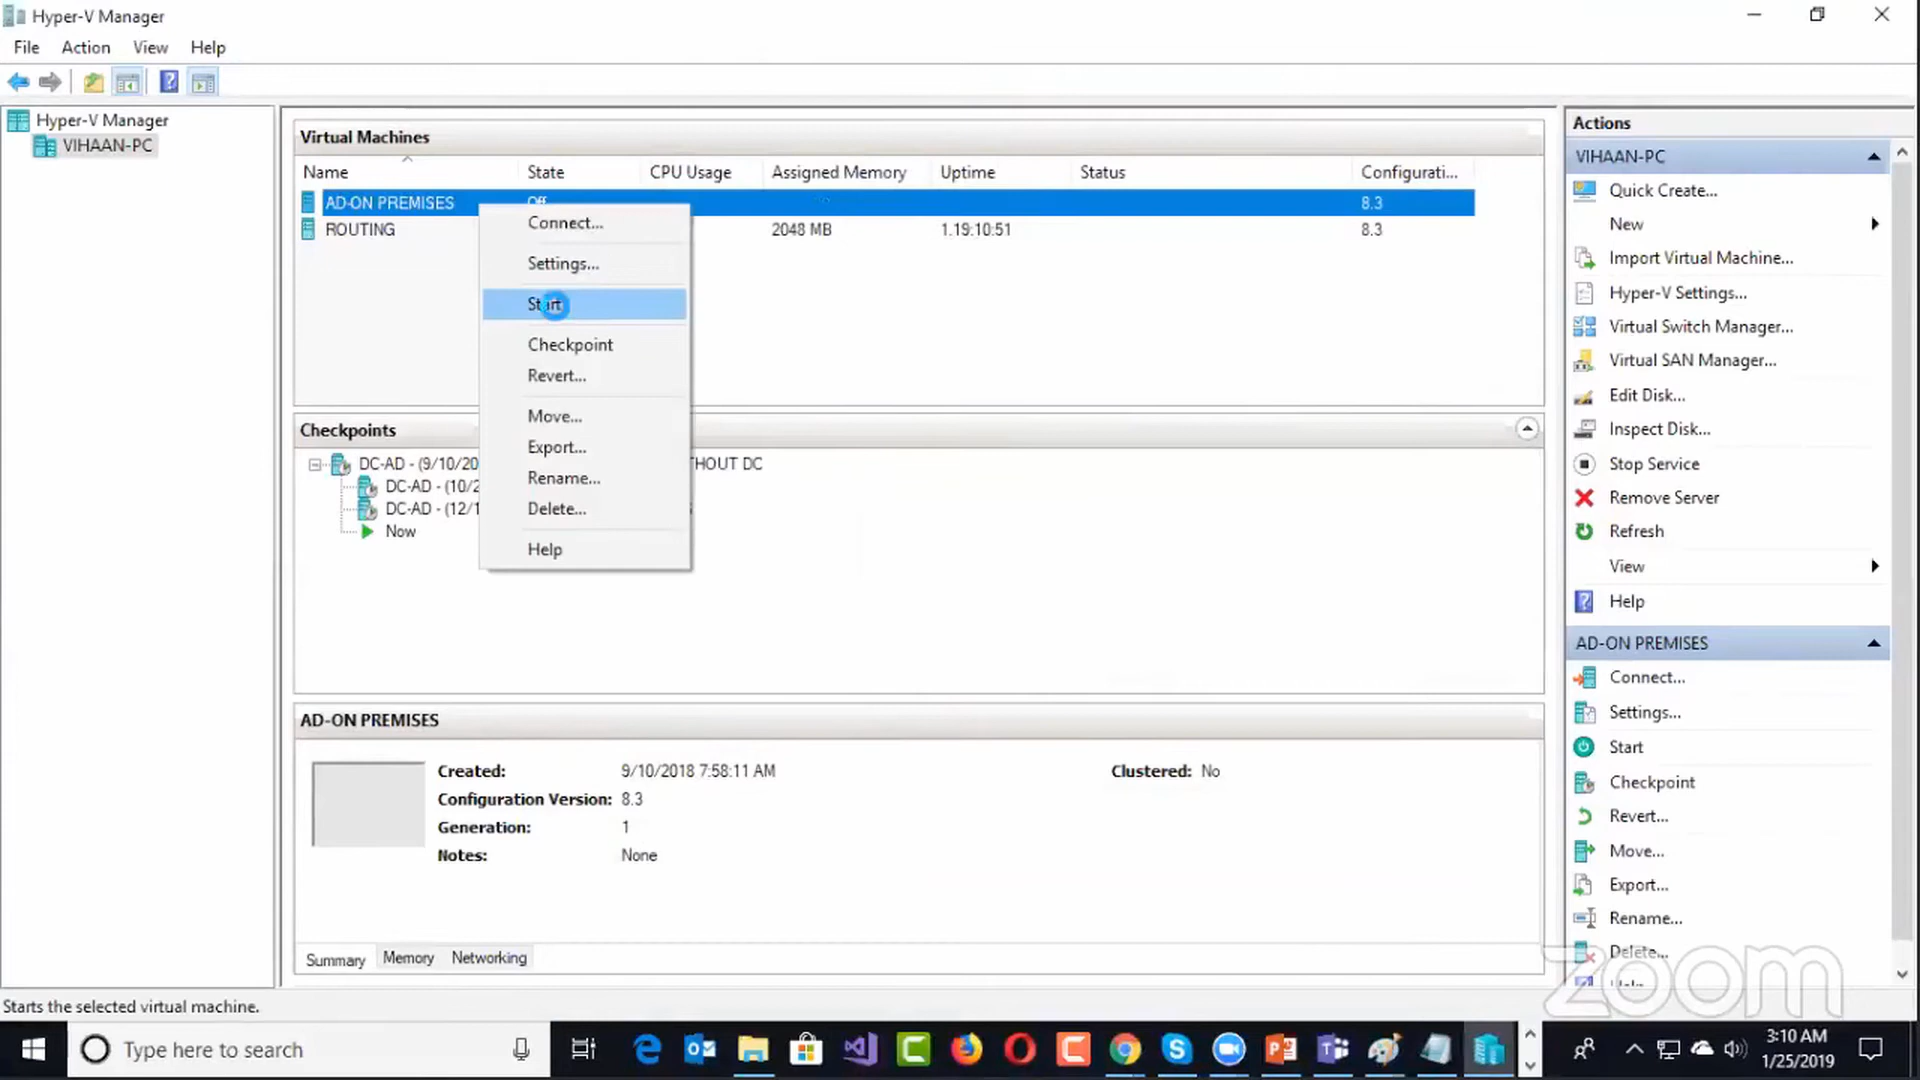 Hyper-V Manager
File Action View Help
Hyper-V Manager
VIHAAN-PC
Virtual Machines
Name State CPU Usage Assigned Memory Uptime Status Configurati...
AD-ON PREMISES Off 8.3
ROUTING 2048 MB 1.19:10:51 8.3
Connect...
Settings...
Start
Checkpoint
Revert...
Move...
Export...
Rename...
Delete...
Help
Checkpoints
DC-AD - (9/10/20 HOUT DC
DC-AD - (10/2
DC-AD - (12/1
Now
AD-ON PREMISES
Created: 9/10/2018 7:58:11 AM Clustered: No
Configuration Version: 8.3
Generation: 1
Notes: None
Summary Memory Networking
Actions
VIHAAN-PC
Quick Create...
New
Import Virtual Machine...
Hyper-V Settings...
Virtual Switch Manager...
Virtual SAN Manager...
Edit Disk...
Inspect Disk...
Stop Service
Remove Server
Refresh
View
Help
AD-ON PREMISES
Connect...
Settings...
Start
Checkpoint
Revert...
Move...
Export...
Rename...
Delete...
Help
zoom
Starts the selected virtual machine.
Type here to search
3:10 AM
1/25/2019